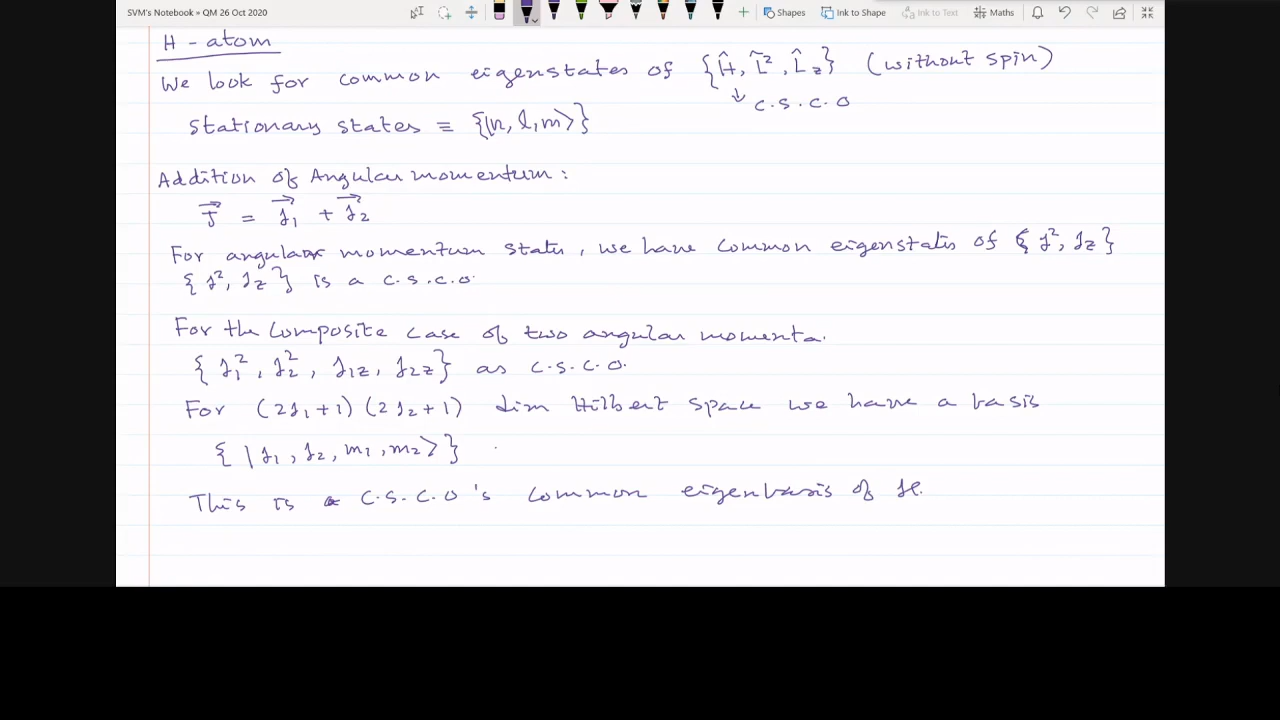 SVM's Notebook » QM 26 Oct 2020
Shapes Ink to Shape Ink to Text Maths
H - atom
We look for common eigenstates of {Ĥ, L̂², L̂z} (without spin)
↓ c.s.c.o
Stationary states ≡ {|n, l, m⟩}
Addition of Angular momentum :
J⃗ = J⃗₁ + J⃗₂
For angular momentum states, we have common eigenstates of {J², Jz}
{J², Jz} is a c.s.c.o.
For the composite case of two angular momenta.
{J₁², J₂², J₁z, J₂z} as c.s.c.o.
For (2J₁+1)(2J₂+1) dim Hilbert space we have a basis
{|J₁, J₂, m₁, m₂⟩}
This is a c.s.c.o's common eigenbasis of H.